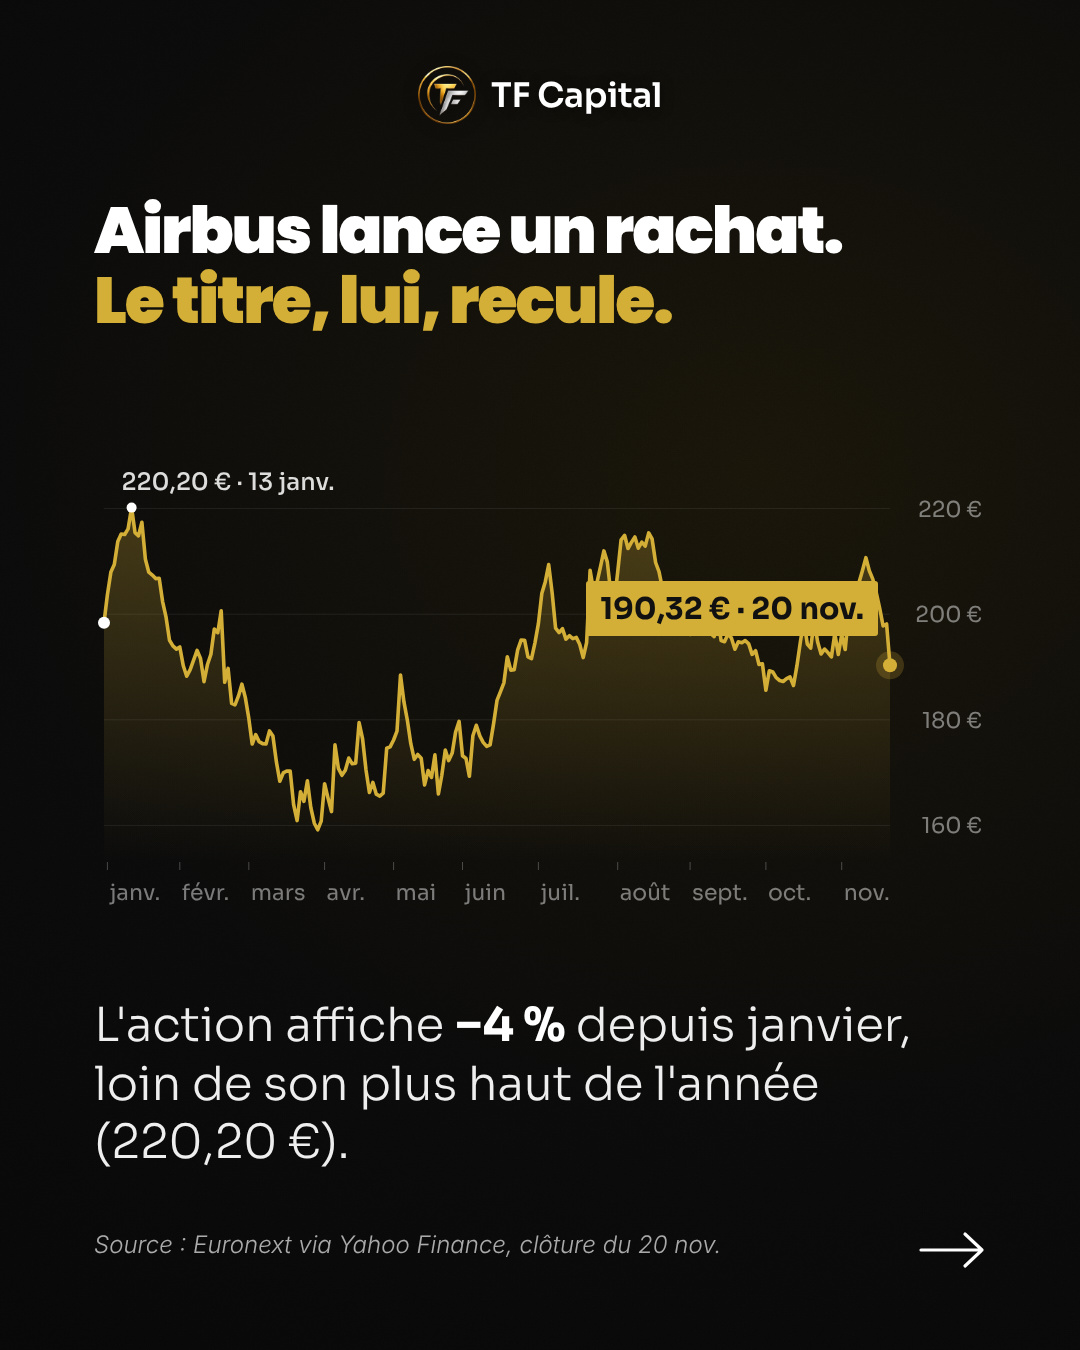 TF Capital
Airbus lance un rachat.
Le titre, lui, recule.
220,20 € · 13 janv.
220 €
190,32 € · 20 nov.
200 €
180 €
160 €
janv. févr. mars avr. mai juin juil. août sept. oct. nov.
L'action affiche −4 % depuis janvier,
loin de son plus haut de l'année
(220,20 €).
Source : Euronext via Yahoo Finance, clôture du 20 nov.